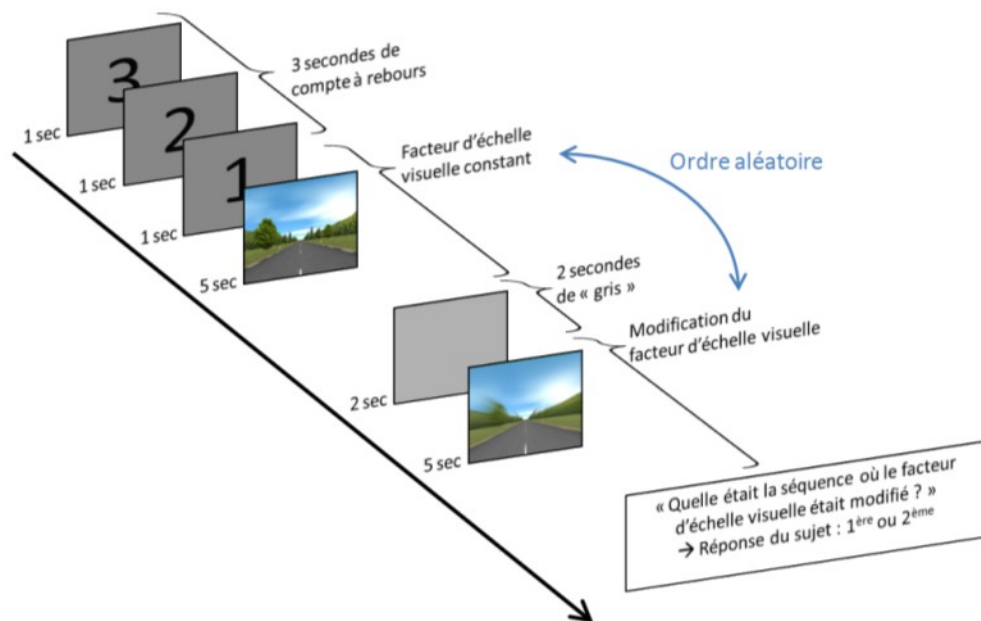 3
1 sec
2
1 sec
1
1 sec
5 sec
2 sec
5 sec
3 secondes de
compte à rebours
Facteur d'échelle
visuelle constant
Ordre aléatoire
2 secondes
de « gris »
Modification du
facteur d'échelle visuelle
« Quelle était la séquence où le facteur
d'échelle visuelle était modifié ? »
→ Réponse du sujet : 1ère ou 2ème